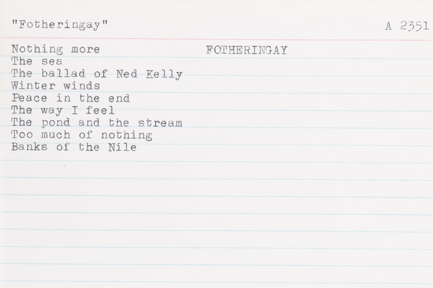 "Fotheringay" A 2351
Nothing more FOTHERINGAY
The sea
The ballad of Ned Kelly
Winter winds
Peace in the end
The way I feel
The pond and the stream
Too much of nothing
Banks of the Nile